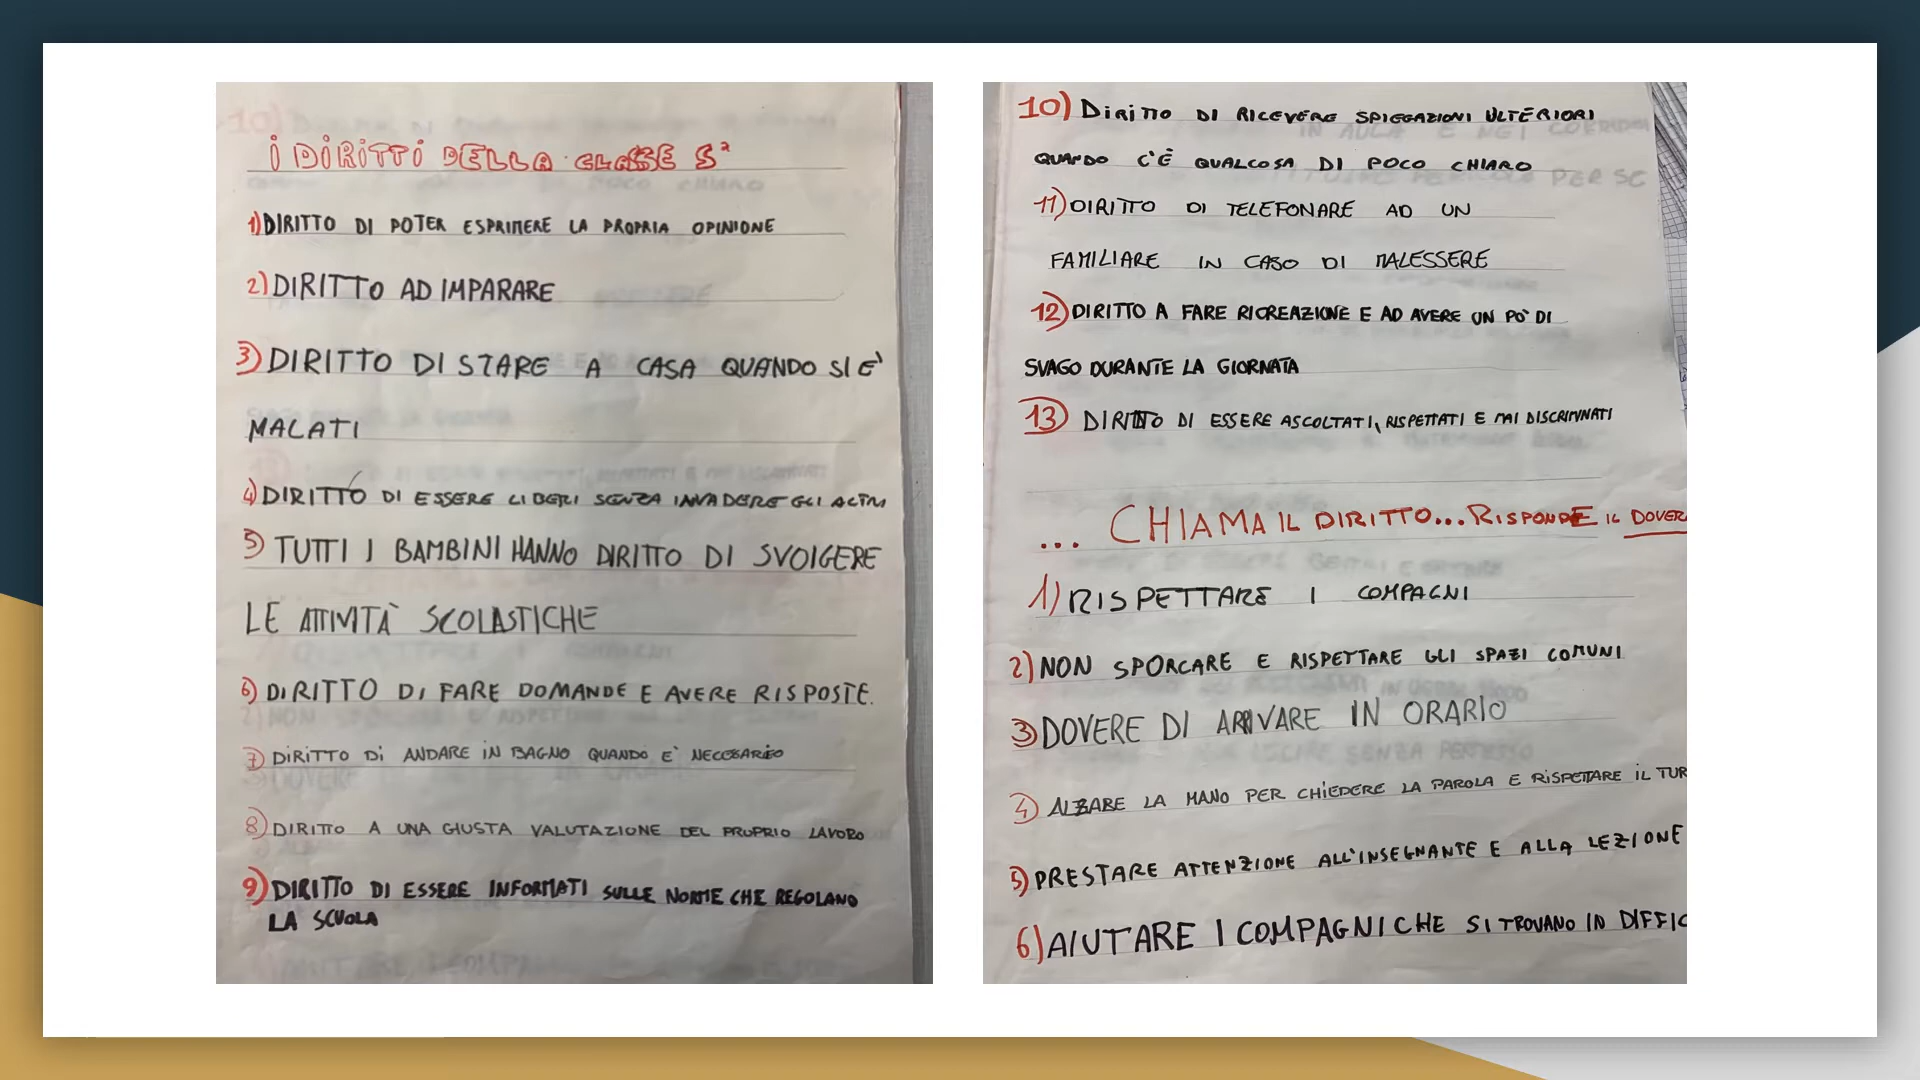 I DIRITTI DELLA CLASSE 5ª
1) DIRITTO DI POTER ESPRIMERE LA PROPRIA OPINIONE
2) DIRITTO AD IMPARARE
3) DIRITTO DI STARE A CASA QUANDO SI E'
MALATI
4) DIRITTO DI ESSERE LIBERI SENZA INVADERE GLI ALTRI
5) TUTTI I BAMBINI HANNO DIRITTO DI SVOLGERE
LE ATTIVITÀ SCOLASTICHE
6) DIRITTO DI FARE DOMANDE E AVERE RISPOSTE.
7) DIRITTO DI ANDARE IN BAGNO QUANDO E' NECESSARIO
8) DIRITTO A UNA GIUSTA VALUTAZIONE DEL PROPRIO LAVORO
9) DIRITTO DI ESSERE INFORMATI SULLE NORME CHE REGOLANO
LA SCUOLA
10) DIRITTO DI RICEVERE SPIEGAZIONI ULTERIORI
QUANDO C'È QUALCOSA DI POCO CHIARO
11) DIRITTO DI TELEFONARE AD UN
FAMILIARE IN CASO DI MALESSERE
12) DIRITTO A FARE RICREAZIONE E AD AVERE UN PO' DI
SVAGO DURANTE LA GIORNATA
13) DIRITTO DI ESSERE ASCOLTATI, RISPETTATI E MAI DISCRIMINATI
... CHIAMA IL DIRITTO... RISPONDE IL DOVER
1) RISPETTARE I COMPAGNI
2) NON SPORCARE E RISPETTARE GLI SPAZI COMUNI
3) DOVERE DI ARRIVARE IN ORARIO
4) ALZARE LA MANO PER CHIEDERE LA PAROLA E RISPETTARE IL TUR
5) PRESTARE ATTENZIONE ALL'INSEGNANTE E ALLA LEZIONE
6) AIUTARE I COMPAGNI CHE SI TROVANO IN DIFFIC